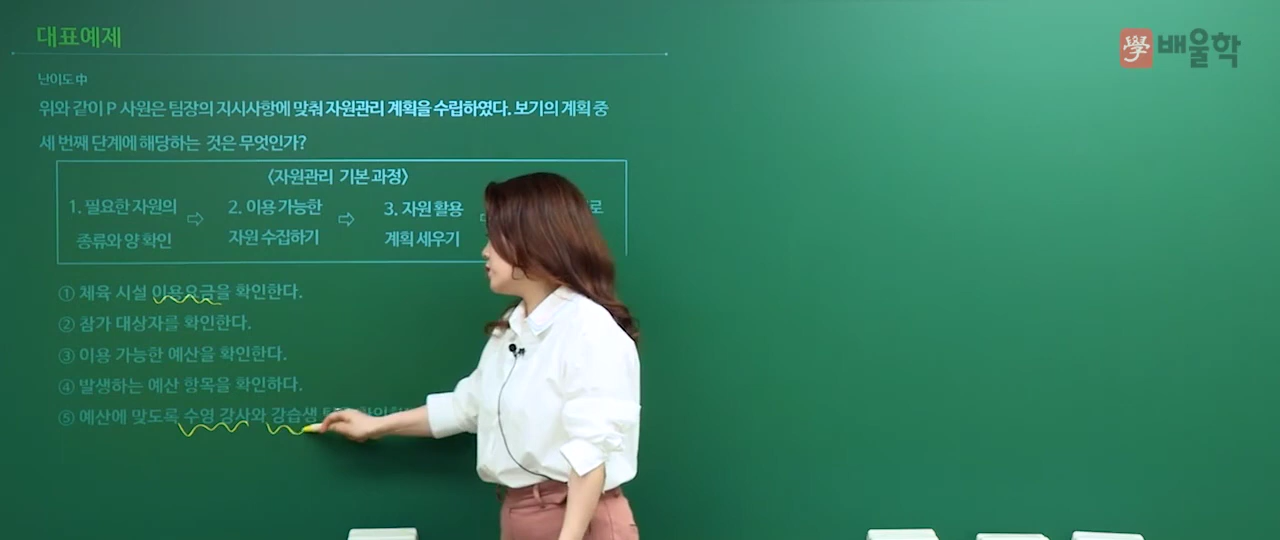 대표예제
學 배울학
난이도 中
위와 같이 P 사원은 팀장의 지시사항에 맞춰 자원관리 계획을 수립하였다. 보기의 계획 중
세 번째 단계에 해당하는 것은 무엇인가?
<자원관리 기본 과정>
1. 필요한 자원의 ⇨ 2. 이용 가능한 ⇨ 3. 자원 활용 로
종류와 양 확인 자원 수집하기 계획 세우기
① 체육 시설 이용요금을 확인한다.
② 참가 대상자를 확인한다.
③ 이용 가능한 예산을 확인한다.
④ 발생하는 예산 항목을 확인하다.
⑤ 예산에 맞도록 수영 강사와 강습생